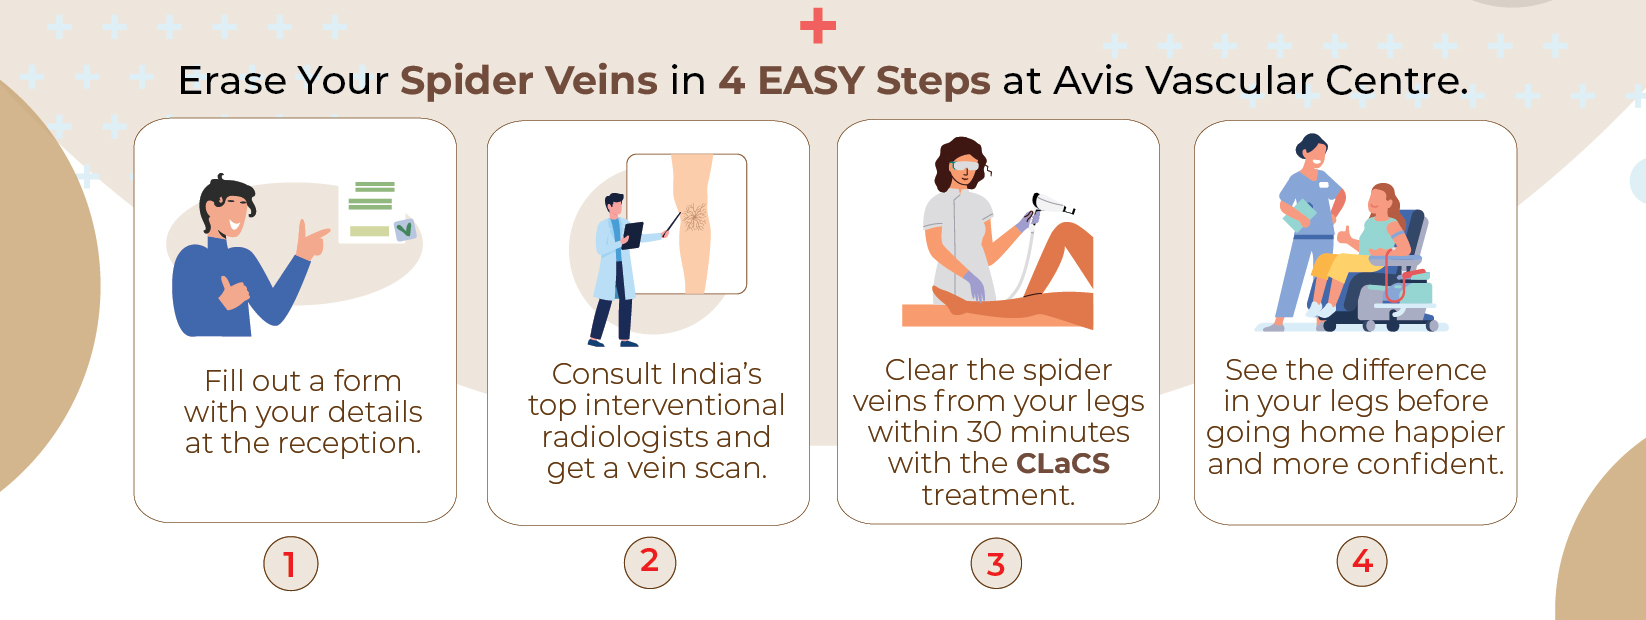 Erase Your Spider Veins in 4 EASY Steps at Avis Vascular Centre.
Fill out a form
with your details
at the reception.
1
Consult India’s
top interventional
radiologists and
get a vein scan.
2
Clear the spider
veins from your legs
within 30 minutes
with the CLaCS
treatment.
3
See the difference
in your legs before
going home happier
and more confident.
4